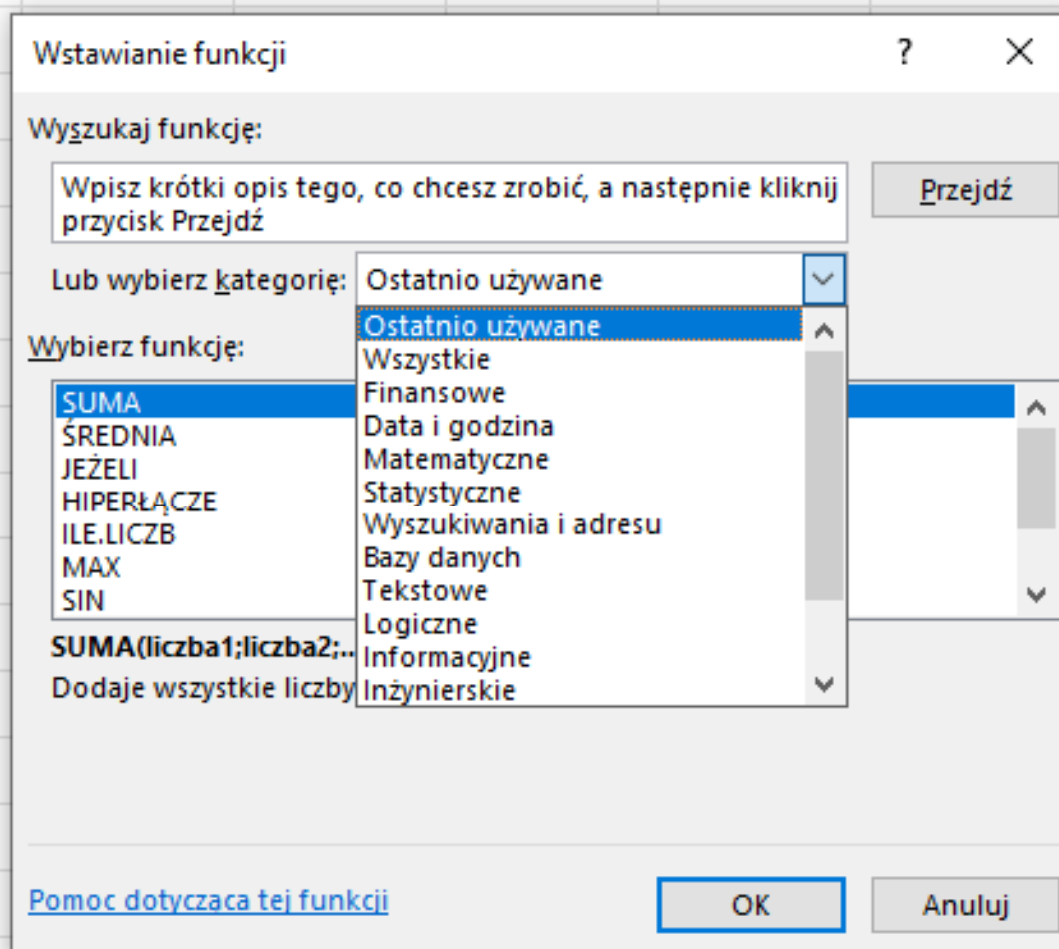 Wstawianie funkcji
?
Wyszukaj funkcję:
Wpisz krótki opis tego, co chcesz zrobić, a następnie kliknij
przycisk Przejdź
Przejdź
Lub wybierz kategorię: Ostatnio używane
Ostatnio używane
Wszystkie
Finansowe
Data i godzina
Matematyczne
Statystyczne
Wyszukiwania i adresu
Bazy danych
Tekstowe
Logiczne
Informacyjne
Inżynierskie
Wybierz funkcję:
SUMA
ŚREDNIA
JEŻELI
HIPERŁĄCZE
ILE.LICZB
MAX
SIN
SUMA(liczba1;liczba2;..
Dodaje wszystkie liczby
Pomoc dotycząca tej funkcji
OK
Anuluj